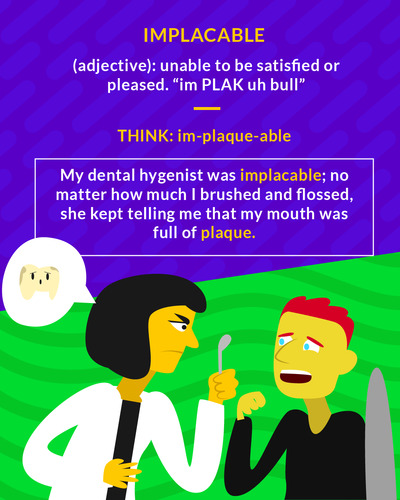 IMPLACABLE
(adjective): unable to be satisfied or
pleased. “im PLAK uh bull”
THINK: im-plaque-able
My dental hygenist was implacable; no
matter how much I brushed and flossed,
she kept telling me that my mouth was
full of plaque.